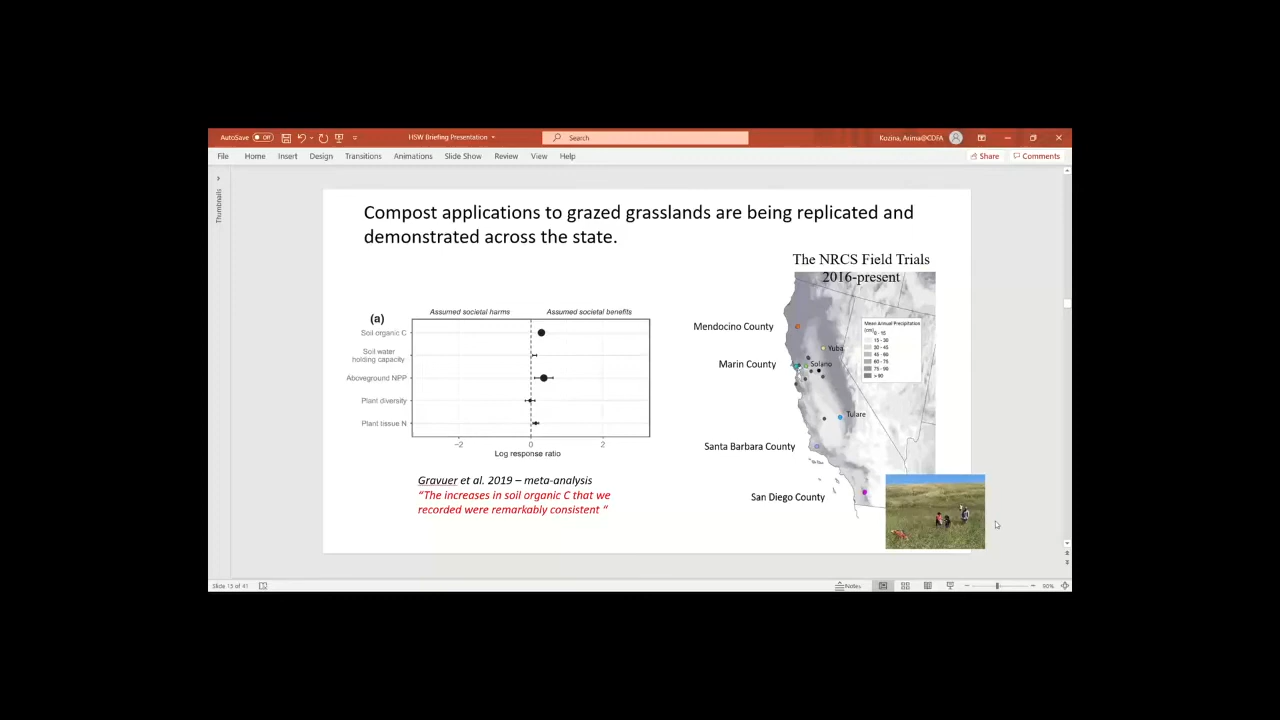 AutoSave Off
HSW Briefing Presentation
Search
Kozina, Arima@CDFA
File Home Insert Design Transitions Animations Slide Show Review View Help
Share Comments
Thumbnails
Compost applications to grazed grasslands are being replicated and
demonstrated across the state.
The NRCS Field Trials
2016-present
(a)
Assumed societal harms Assumed societal benefits
Soil organic C
Soil water
holding capacity
Aboveground NPP
Plant diversity
Plant tissue N
−2 0 2
Log response ratio
Gravuer et al. 2019 – meta-analysis
“The increases in soil organic C that we
recorded were remarkably consistent “
Mendocino County
Marin County
Santa Barbara County
San Diego County
Yuba
Solano
Tulare
Mean Annual Precipitation
(cm)
0 - 15
15 - 30
30 - 45
45 - 60
60 - 75
75 - 90
> 90
Slide 15 of 41
Notes
90%